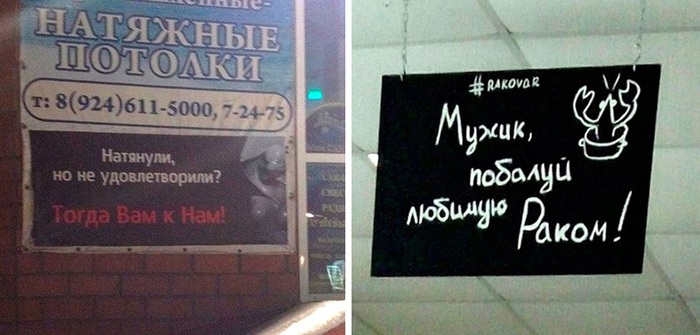 НАТЯЖНЫЕ
ПОТОЛКИ
т: 8(924)611-5000, 7-24-75
Натянули,
но не удовлетворили?
Тогда Вам к Нам!
#RAKOVAR
Мужик,
побалуй
любимую
Раком!